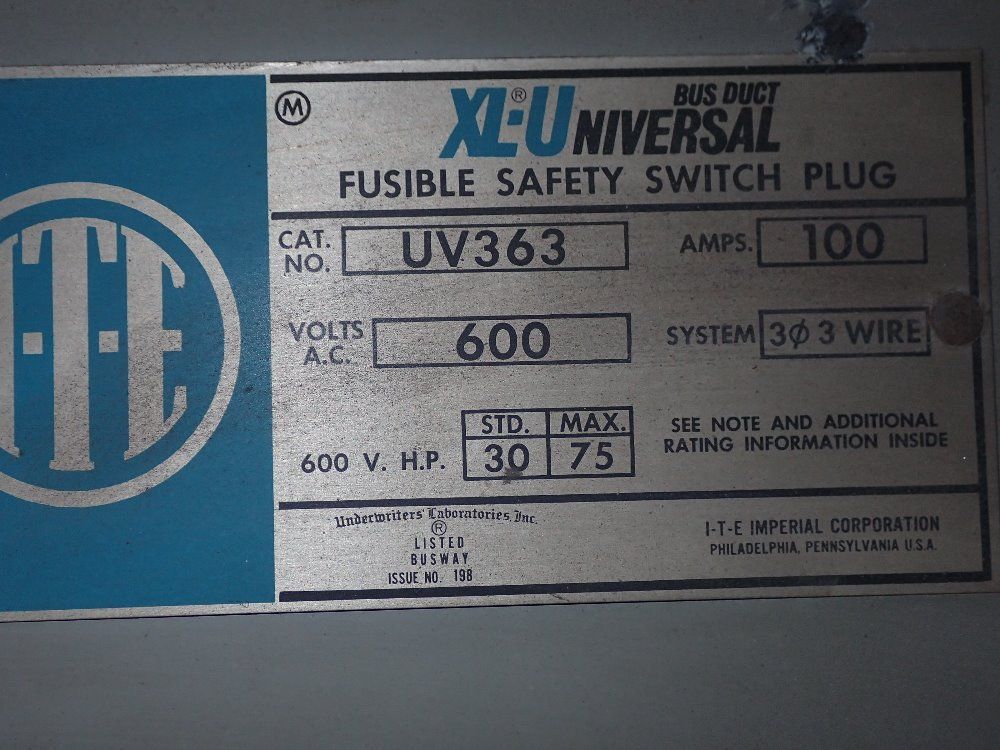 I-T-E
M
XL·UNIVERSAL®
BUS DUCT
FUSIBLE SAFETY SWITCH PLUG
CAT. NO. UV363
AMPS. 100
VOLTS A.C. 600
SYSTEM 3ϕ 3 WIRE
600 V. H.P.
STD. MAX.
30 75
SEE NOTE AND ADDITIONAL
RATING INFORMATION INSIDE
Underwriters' Laboratories, Inc.
®
LISTED
BUSWAY
ISSUE NO. 198
I-T-E IMPERIAL CORPORATION
PHILADELPHIA, PENNSYLVANIA U.S.A.